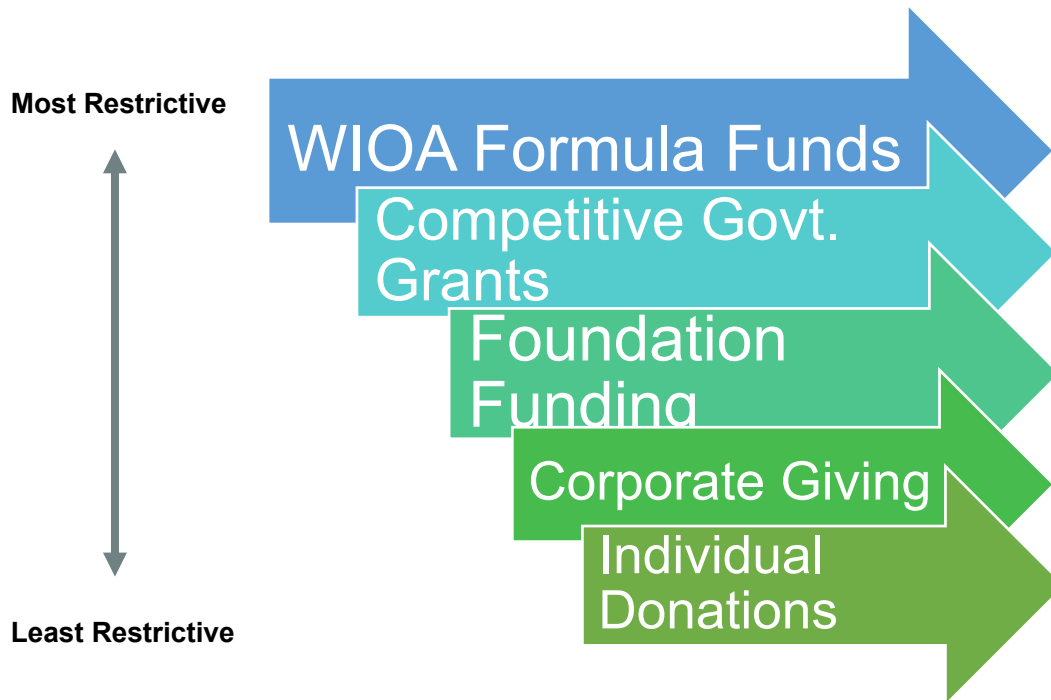 Most Restrictive
WIOA Formula Funds
Competitive Govt.
Grants
Foundation
Funding
Corporate Giving
Individual
Donations
Least Restrictive